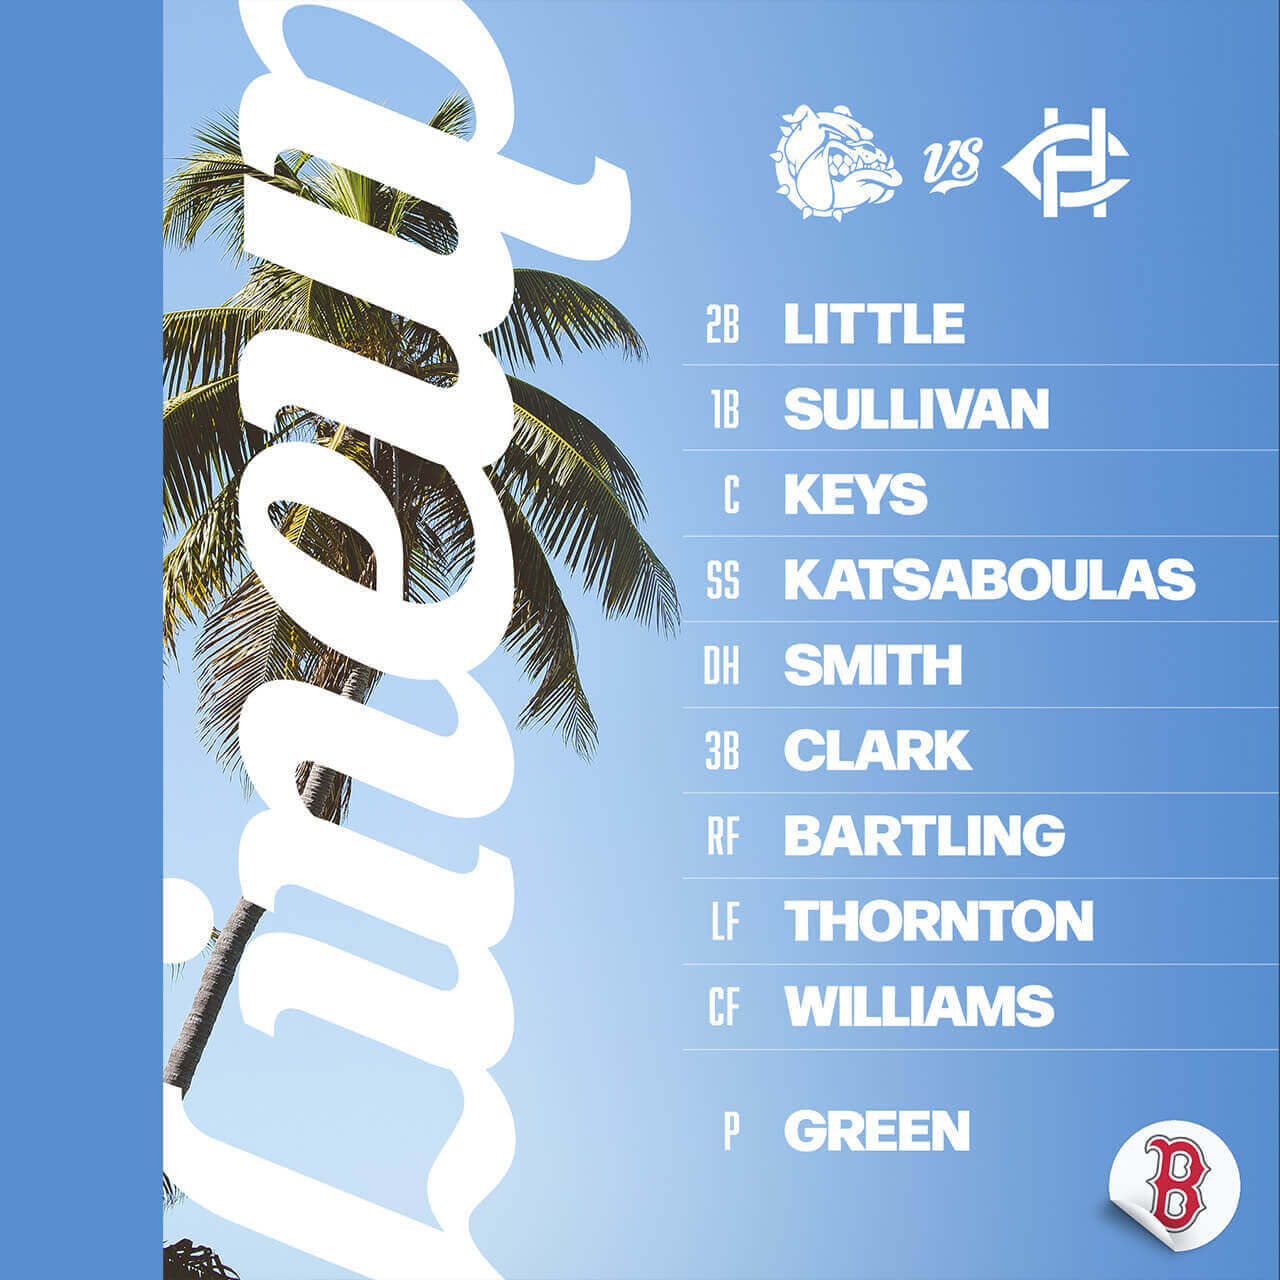 lineup
VS
HC
2B LITTLE
1B SULLIVAN
C KEYS
SS KATSABOULAS
DH SMITH
3B CLARK
RF BARTLING
LF THORNTON
CF WILLIAMS
P GREEN
B